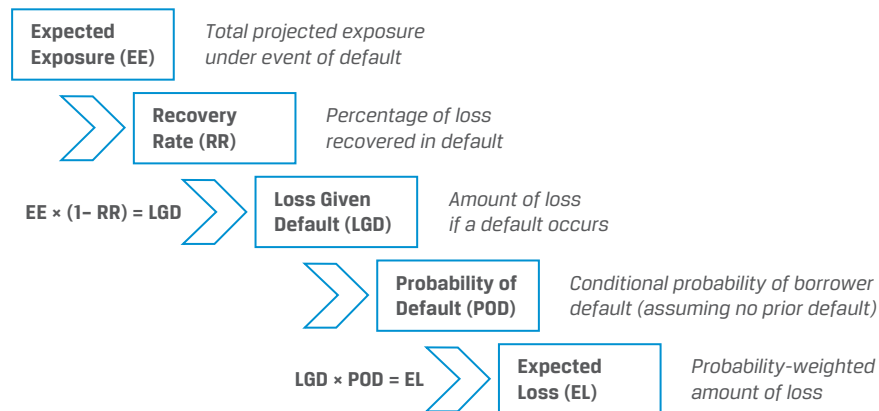 Expected
Exposure (EE)
Total projected exposure
under event of default
Recovery
Rate (RR)
Percentage of loss
recovered in default
EE × (1– RR) = LGD
Loss Given
Default (LGD)
Amount of loss
if a default occurs
Probability of
Default (POD)
Conditional probability of borrower
default (assuming no prior default)
LGD × POD = EL
Expected
Loss (EL)
Probability-weighted
amount of loss